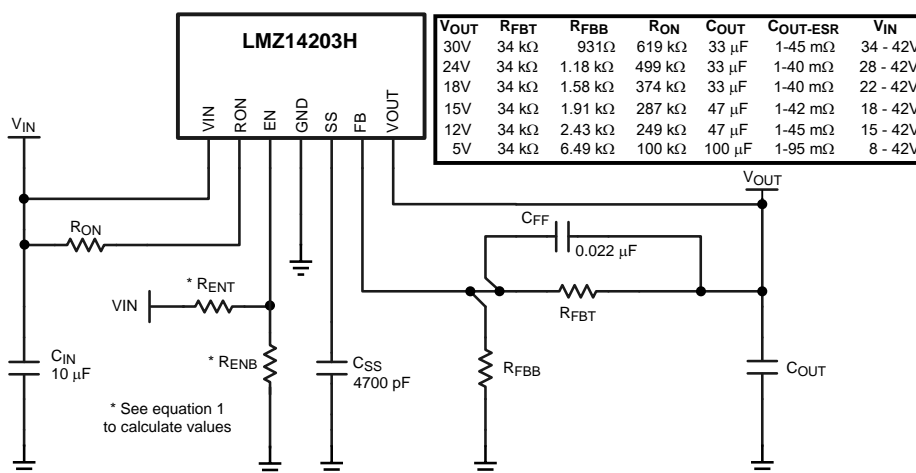 LMZ14203H
VIN RON EN GND SS FB VOUT
VOUT RFBT RFBB RON COUT COUT-ESR VIN
30V 34 kΩ 931Ω 619 kΩ 33 μF 1-45 mΩ 34 - 42V
24V 34 kΩ 1.18 kΩ 499 kΩ 33 μF 1-40 mΩ 28 - 42V
18V 34 kΩ 1.58 kΩ 374 kΩ 33 μF 1-40 mΩ 22 - 42V
15V 34 kΩ 1.91 kΩ 287 kΩ 47 μF 1-42 mΩ 18 - 42V
12V 34 kΩ 2.43 kΩ 249 kΩ 47 μF 1-45 mΩ 15 - 42V
5V 34 kΩ 6.49 kΩ 100 kΩ 100 μF 1-95 mΩ 8 - 42V
VIN
VOUT
RON
CFF
0.022 μF
* RENT
VIN
RFBT
* RENB
CIN
10 μF
CSS
4700 pF
RFBB
COUT
* See equation 1
to calculate values